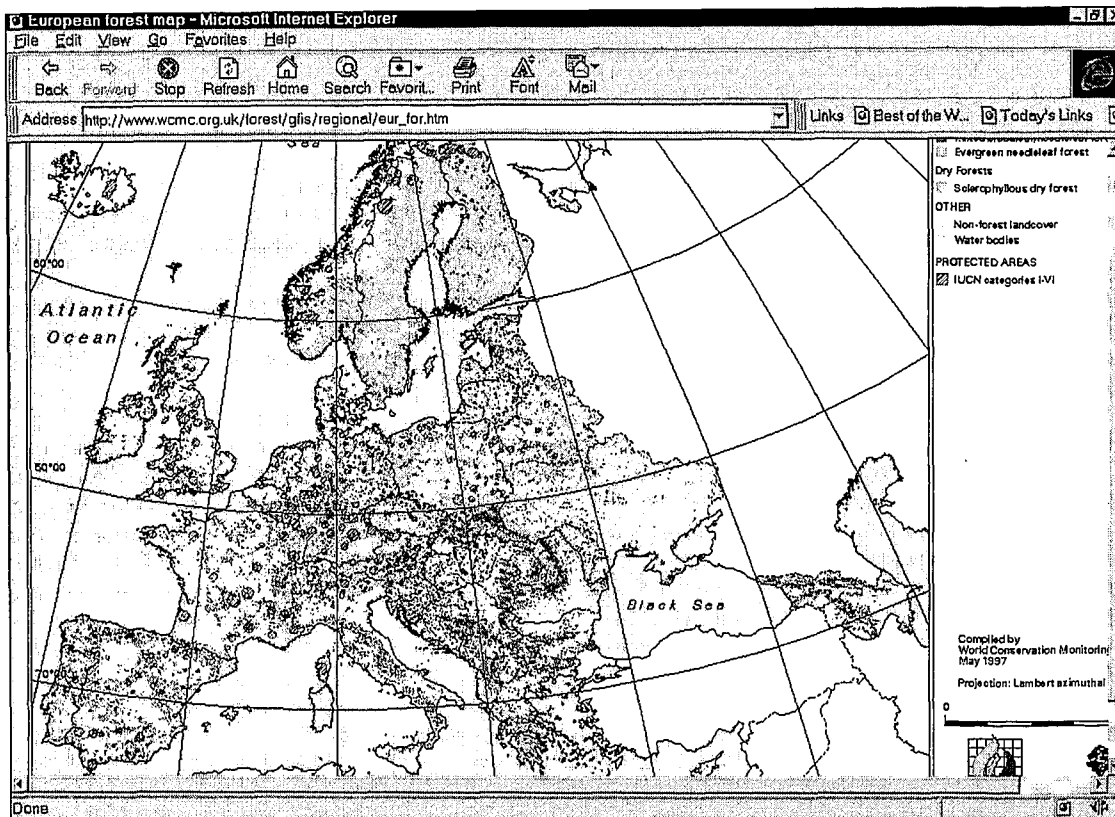 European forest map - Microsoft Internet Explorer
File Edit View Go Favorites Help
Back Forward Stop Refresh Home Search Favorit... Print Font Mail
Address http://www.wcmc.org.uk/forest/gfis/regional/eur_for.htm Links Best of the W... Today's Links
Sea
Evergreen needleleaf forest
Dry Forests
Sclerophyllous dry forest
OTHER
Non-forest landcover
Water bodies
PROTECTED AREAS
IUCN categories I-VI
60°00
Atlantic
Ocean
50°00
Black Sea
Compiled by
World Conservation Monitorin
May 1997
Projection: Lambert azimuthal
0
Done